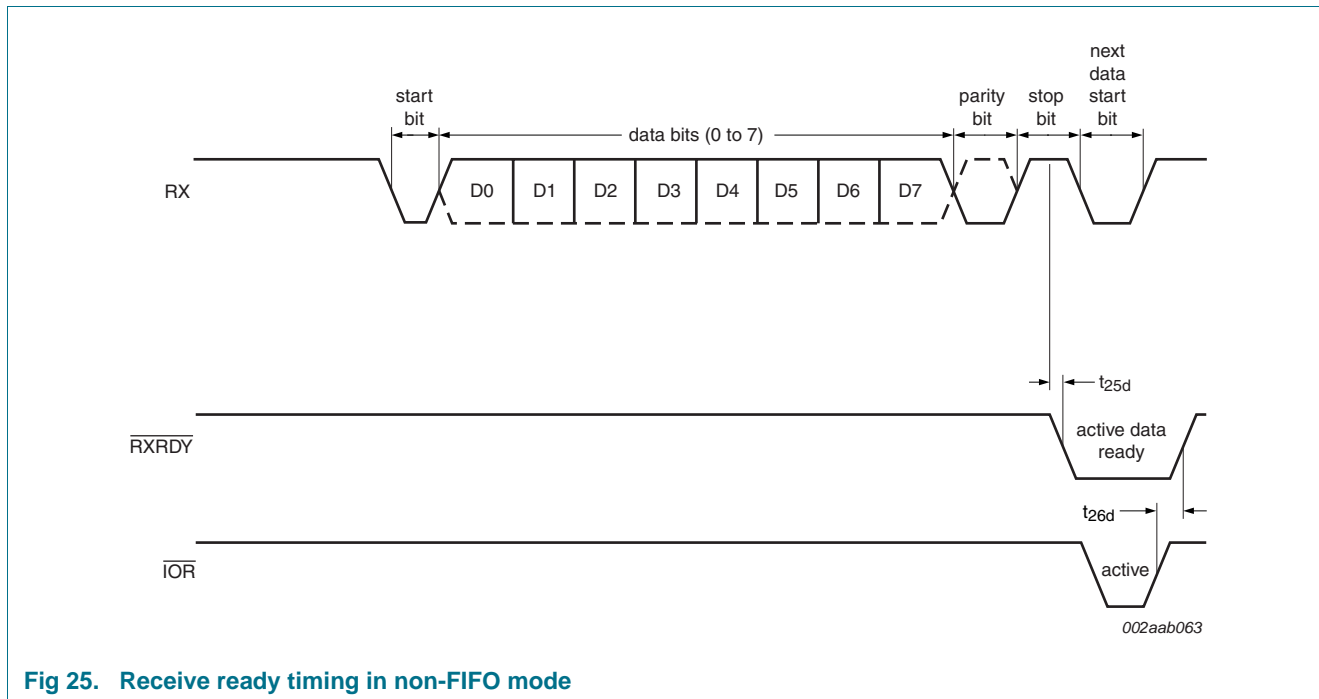 next
data
start
bit
start
bit
parity
bit
stop
bit
data bits (0 to 7)
RX
D0 D1 D2 D3 D4 D5 D6 D7
t25d
RXRDY
active data
ready
t26d
IOR
active
002aab063
Fig 25. Receive ready timing in non-FIFO mode